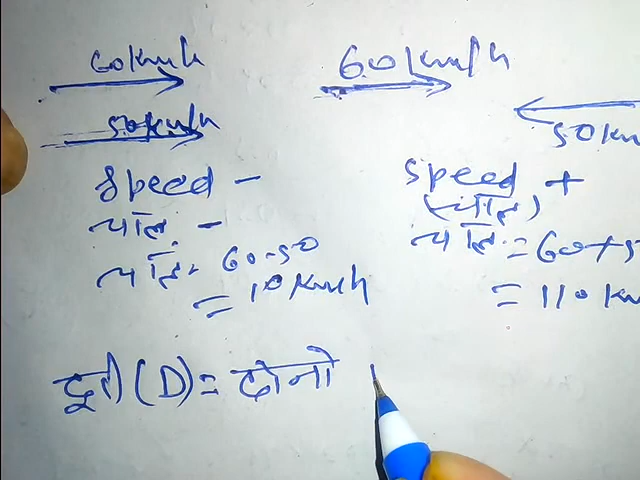 60km/h
50km/h
speed -
चाल -
चाल = 60-50
= 10km/h
60km/h
50km
speed +
(चाल)
चाल = 60+5
= 110 km
दूरी (D) = दोनो